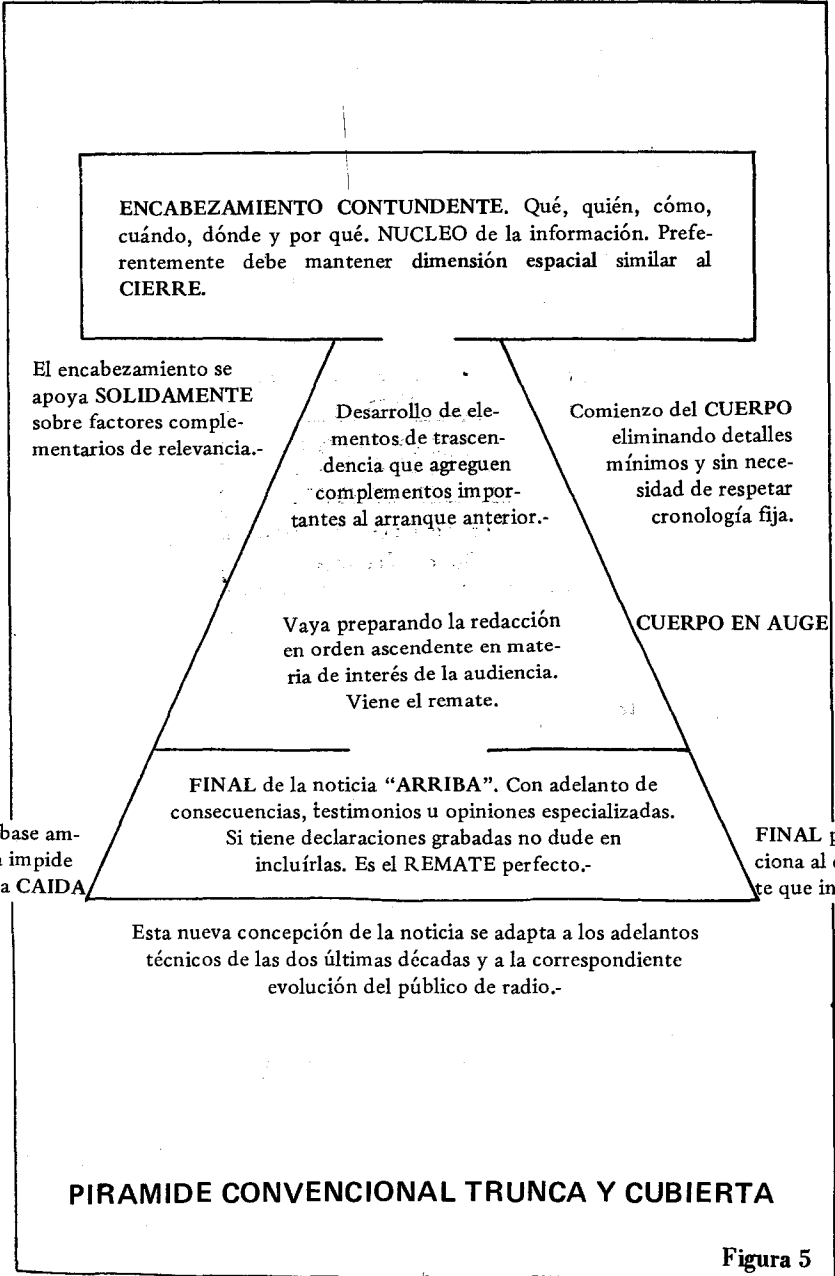 ENCABEZAMIENTO CONTUNDENTE. Qué, quién, cómo,
cuándo, dónde y por qué. NUCLEO de la información. Prefe-
rentemente debe mantener dimensión espacial similar al
CIERRE.
El encabezamiento se
apoya SOLIDAMENTE
sobre factores comple-
mentarios de relevancia.-
Desarrollo de ele-
mentos de trascen-
dencia que agreguen
complementos impor-
tantes al arranque anterior.-
Comienzo del CUERPO
eliminando detalles
mínimos y sin nece-
sidad de respetar
cronología fija.
Vaya preparando la redacción
en orden ascendente en mate-
ria de interés de la audiencia.
Viene el remate.
CUERPO EN AUGE
FINAL de la noticia “ARRIBA”. Con adelanto de
consecuencias, testimonios u opiniones especializadas.
Si tiene declaraciones grabadas no dude en
incluírlas. Es el REMATE perfecto.-
base am-
impide
a CAIDA
FINAL
ciona al
te que in
Esta nueva concepción de la noticia se adapta a los adelantos
técnicos de las dos últimas décadas y a la correspondiente
evolución del público de radio.-
PIRAMIDE CONVENCIONAL TRUNCA Y CUBIERTA
Figura 5